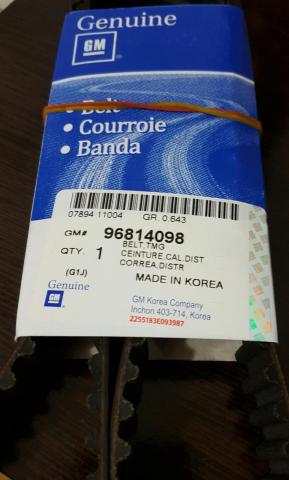 Genuine
GM
• Belt
• Courroie
• Banda
07894 11004 GR. 0.643
GM# 96814098
BELT,TMG
QTY. 1 CEINTURE,CAL.DIST
CORREA,DISTR
(G1J) MADE IN KOREA
Genuine
GM
GM Korea Company
Inchon 403-714, Korea
2255183E093987